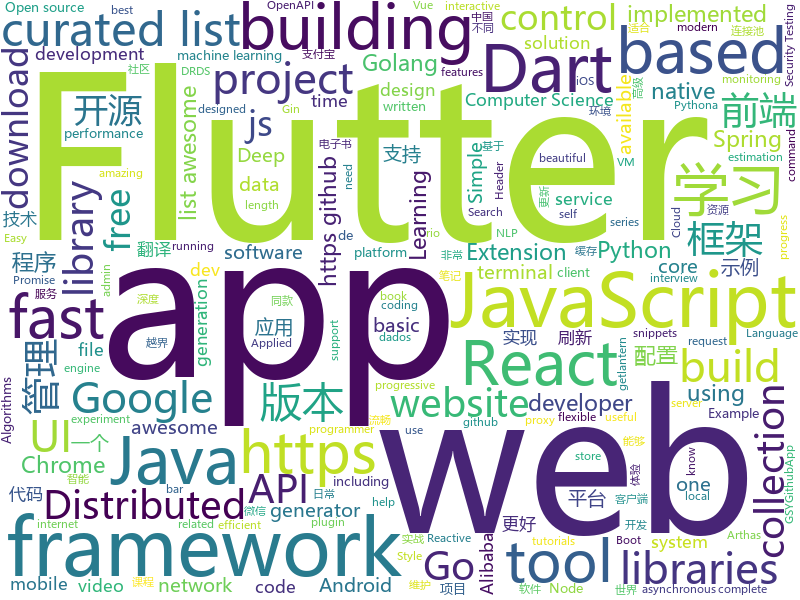 Open source best OpenAPI Vue interactive 中国 不同
curated list building based control implemented 连接池 适合
社区 machine learning 支付宝 Golang solution modern
development DRDS project design iOS Security Testing
download 开源 js time written native 高级 features monitoring
designed Gin Computer Science available Pythona 前端
performance 电子书 环境
Flutter Dart
free list awesome Deep data 支持 基于 Simple beautiful Spring estimation VM command
library https github Learning Header 更新 service need self 学习
技术 length Search NLP series Cloud 资源
Easy 翻译 running de rio 非常 缓存 框架 progress
程序 software platform Extension Python
Promise dev terminal client core 示例 admin
app web JavaScript
fast file generation 同款 笔记 book Boot Example
服务 深度 basic coding 实现 刷新 interview
管理 应用 support React 配置 Language
越界 Applied dados build snippets request
Google 版本 progressive using getlantern engine
Algorithms experiment website developer flexible proxy server
UI 一个 awesome 流畅 programmer github useful Distributed
Chrome Java https use store 能够 体验 collection
代码 API know local including
framework 智能 bar generator 日常 微信 Go Alibaba 平台 更好 客户端 one 开发
tool libraries
internet related efficient plugin help GSYGithubApp
mobile video network code Android 实战 Style Reactive system Arthas
课程 维护 项目 Node tutorials 软件 世界 asynchronous complete amazing